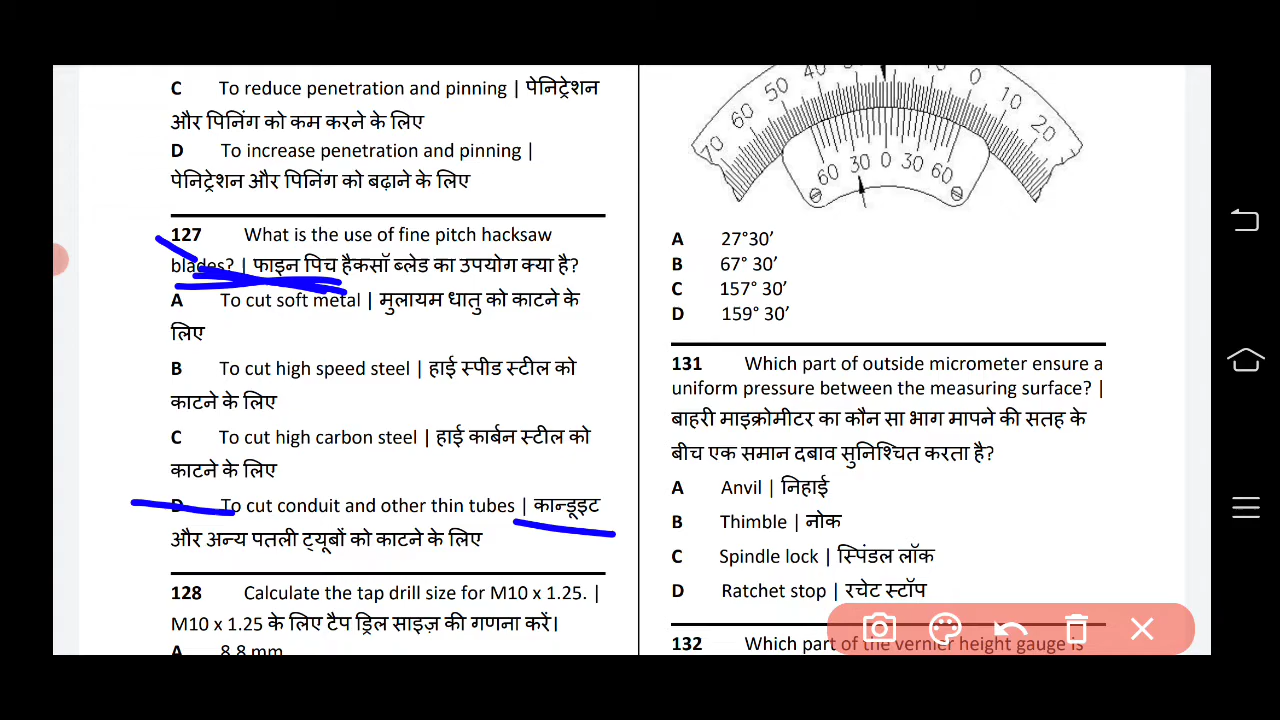 C To reduce penetration and pinning | पेनिट्रेशन
और पिनिंग को कम करने के लिए
D To increase penetration and pinning |
पेनिट्रेशन और पिनिंग को बढ़ाने के लिए
127 What is the use of fine pitch hacksaw
blades? | फाइन पिच हैकसॉ ब्लेड का उपयोग क्या है?
A To cut soft metal | मुलायम धातु को काटने के
लिए
B To cut high speed steel | हाई स्पीड स्टील को
काटने के लिए
C To cut high carbon steel | हाई कार्बन स्टील को
काटने के लिए
D To cut conduit and other thin tubes | कान्डूइट
और अन्य पतली ट्यूबों को काटने के लिए
128 Calculate the tap drill size for M10 x 1.25. |
M10 x 1.25 के लिए टैप ड्रिल साइज़ की गणना करें।
A 8.8 mm
70 60 50 40 10 0 10 20
60 30 0 30 60
A 27°30’
B 67° 30’
C 157° 30’
D 159° 30’
131 Which part of outside micrometer ensure a
uniform pressure between the measuring surface? |
बाहरी माइक्रोमीटर का कौन सा भाग मापने की सतह के
बीच एक समान दबाव सुनिश्चित करता है?
A Anvil | निहाई
B Thimble | नोक
C Spindle lock | स्पिंडल लॉक
D Ratchet stop | रचेट स्टॉप
132 Which part of the vernier height gauge is